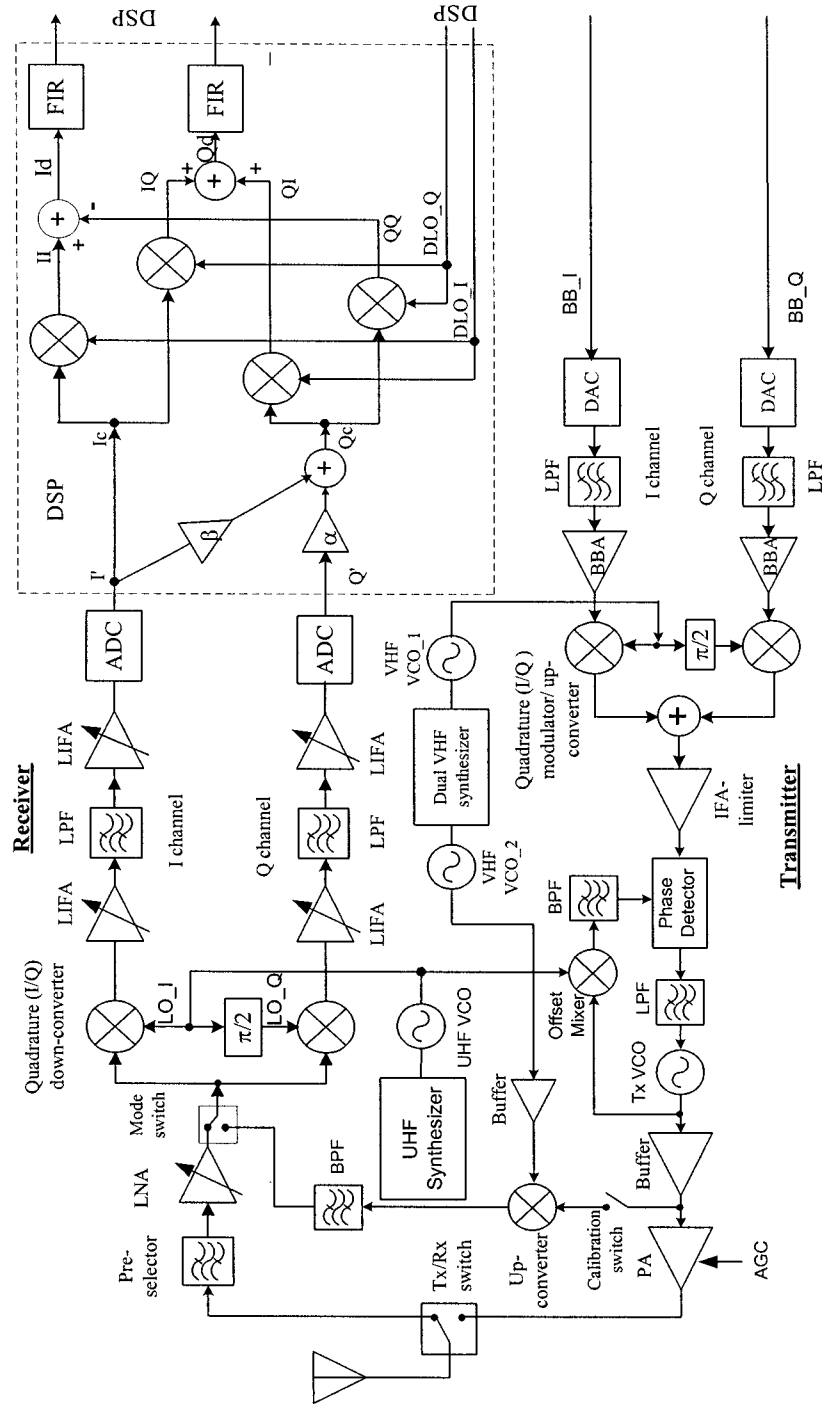 Receiver
Quadrature (I/Q)
down-converter
LIFA
LPF
LIFA
ADC
I channel
I'
DSP
Ic
II
+
-
+
Id
FIR
DSP
IQ
+
+
Qd
+
QI
FIR
QQ
DLO_Q
DLO_I
DSP
β
α
+
Qc
Q'
Pre-
selector
LNA
Mode
switch
LO_I
π/2
LO_Q
LIFA
LPF
LIFA
ADC
Q channel
BPF
UHF
Synthesizer
UHF VCO
VHF
VCO_2
Dual VHF
synthesizer
VHF
VCO_1
Tx/Rx
switch
Up-
converter
Buffer
Calibration
switch
Offset
Mixer
BPF
Quadrature (I/Q )
modulator/ up-
converter
π/2
+
BBA
LPF
DAC
BB_I
I channel
Q channel
BBA
LPF
DAC
BB_Q
PA
AGC
Buffer
Tx VCO
LPF
Phase
Detector
IFA-
limiter
Transmitter